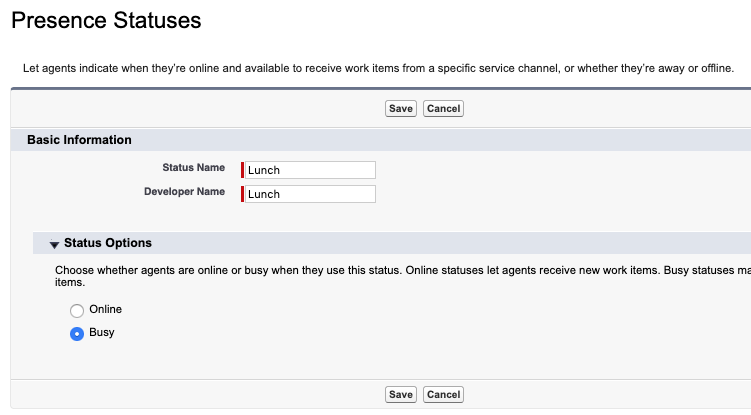 Presence Statuses
Let agents indicate when they're online and available to receive work items from a specific service channel, or whether they're away or offline.
Save Cancel
Basic Information
Status Name Lunch
Developer Name Lunch
Status Options
Choose whether agents are online or busy when they use this status. Online statuses let agents receive new work items. Busy statuses
items.
Online
Busy
Save Cancel